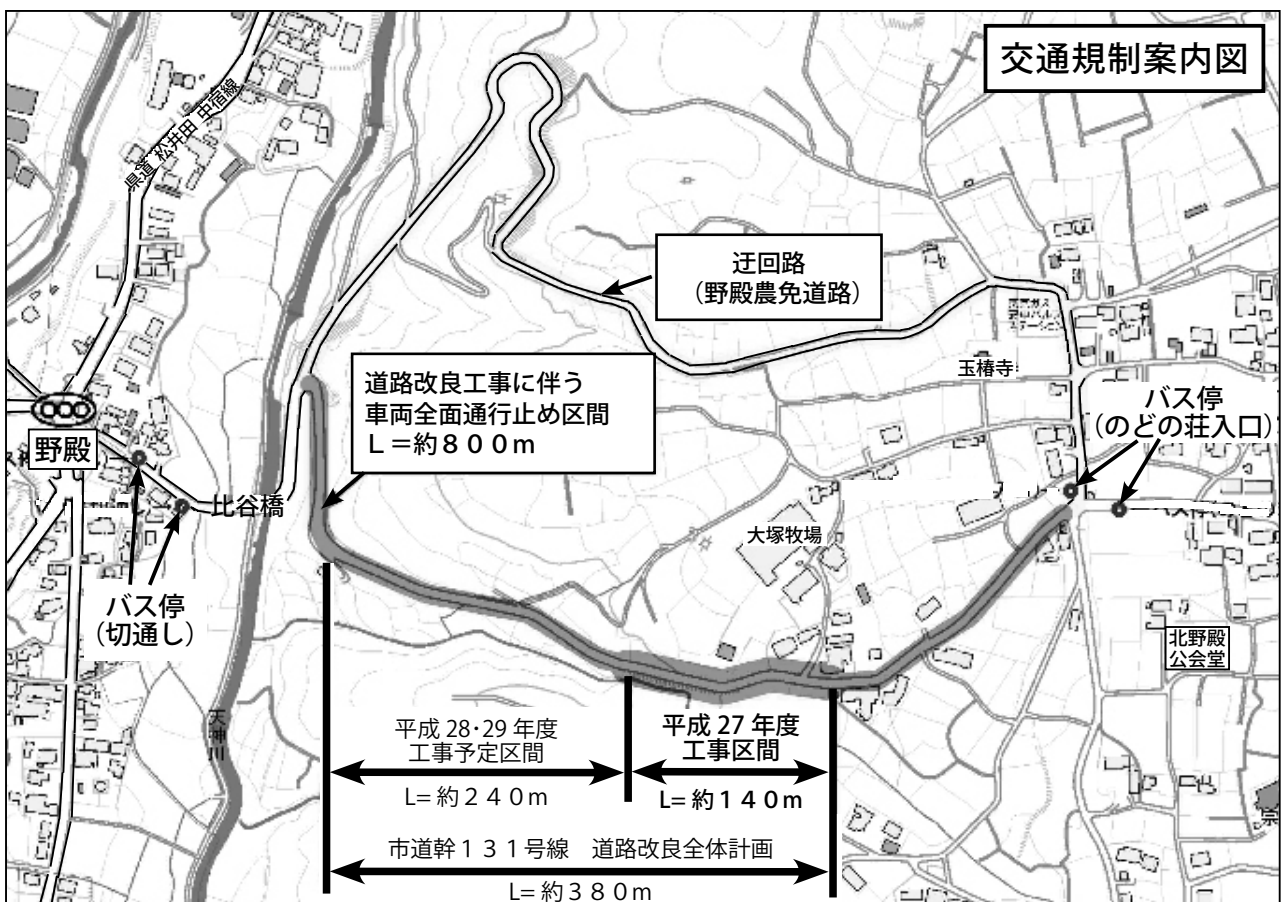 交通規制案内図
県道 松井田 中宿線
迂回路
(野殿農免道路)
玉椿寺
道路改良工事に伴う
車両全面通行止め区間
L=約800m
バス停
(のどの荘入口)
野殿
比谷橋
大塚牧場
バス停
(切通し)
北野殿
公会堂
天神川
平成28・29年度
工事予定区間
L=約240m
平成27年度
工事区間
L=約140m
市道幹131号線 道路改良全体計画
L=約380m
宗